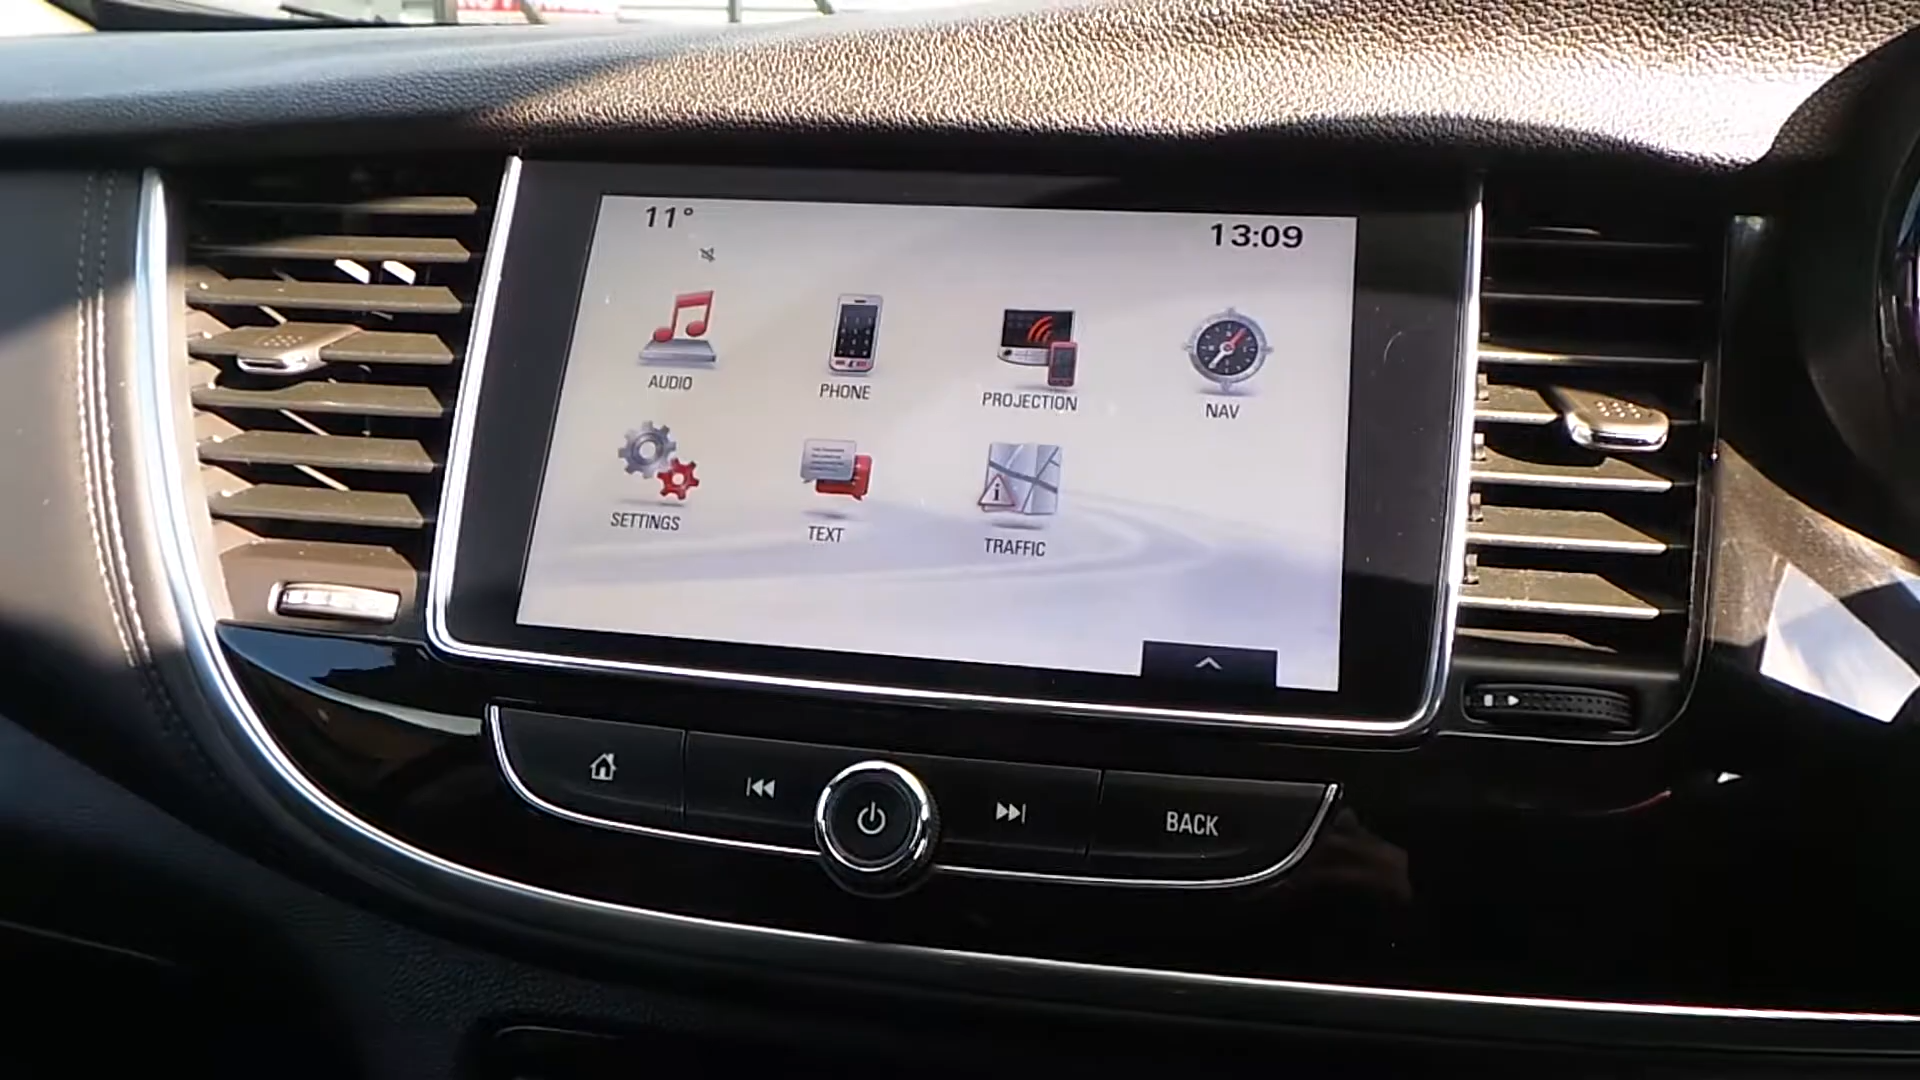 11°
13:09
AUDIO
PHONE
PROJECTION
NAV
SETTINGS
TEXT
TRAFFIC
BACK